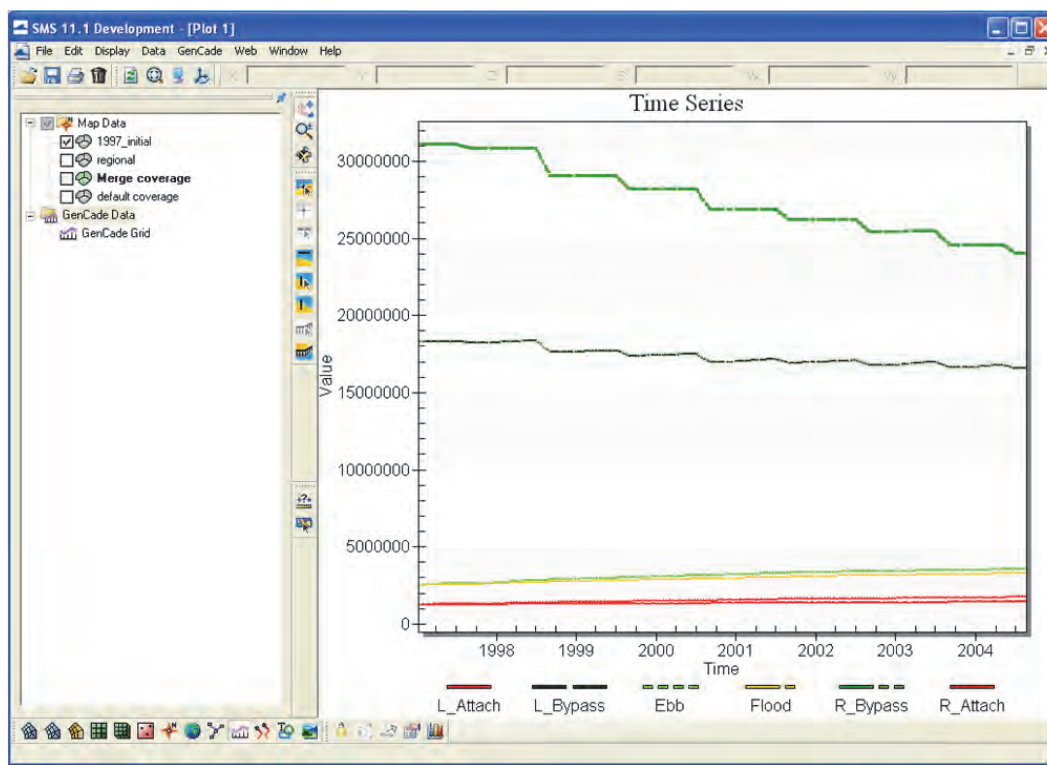 SMS 11.1 Development - [Plot 1]
File Edit Display Data GenCade Web Window Help
Map Data
1997_initial
regional
Merge coverage
default coverage
GenCade Data
GenCade Grid
Time Series
30000000
25000000
20000000
15000000
10000000
5000000
0
Value
1998 1999 2000 2001 2002 2003 2004
Time
L_Attach L_Bypass Ebb Flood R_Bypass R_Attach